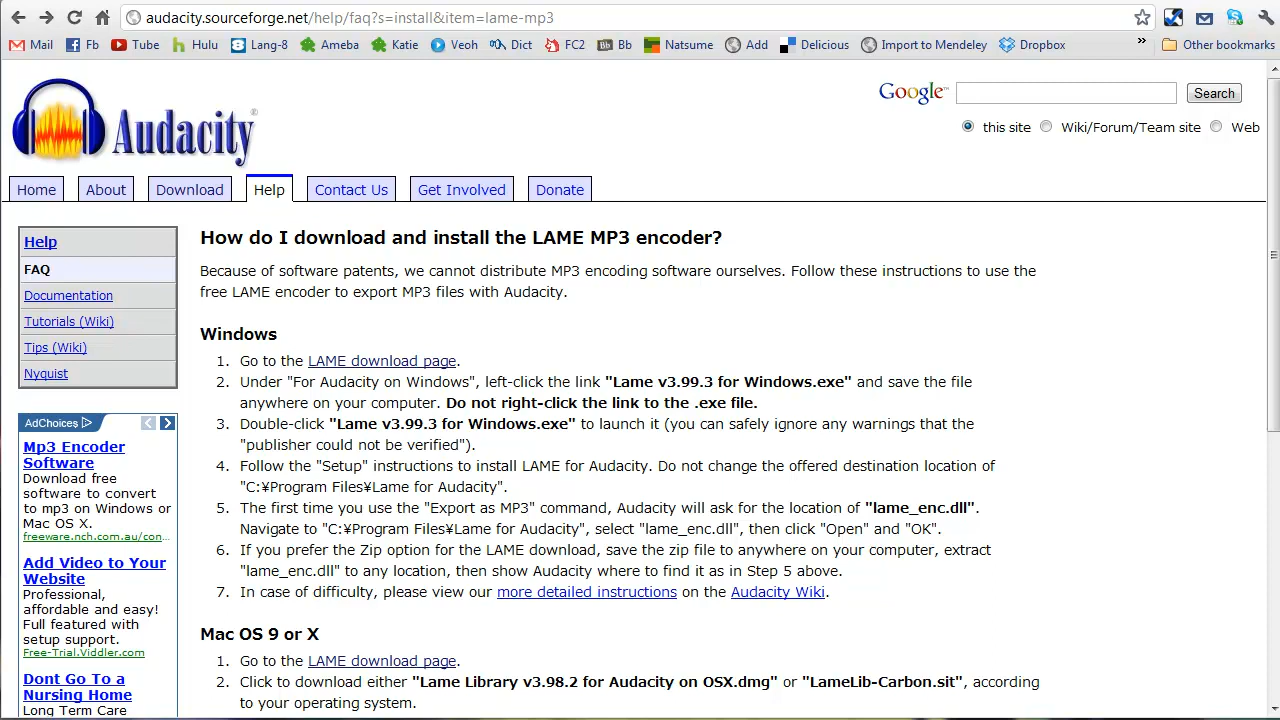 audacity.sourceforge.net/help/faq?s=install&item=lame-mp3
Mail Fb Tube Hulu Lang-8 Ameba Katie Veoh Dict FC2 Bb Natsume Add Delicious Import to Mendeley Dropbox » Other bookmarks
Audacity®
Google™ Search
this site Wiki/Forum/Team site Web
Home About Download Help Contact Us Get Involved Donate
Help
FAQ
Documentation
Tutorials (Wiki)
Tips (Wiki)
Nyquist
AdChoices
Mp3 Encoder
Software
Download free
software to convert
to mp3 on Windows or
Mac OS X.
freeware.nch.com.au/con...
Add Video to Your
Website
Professional,
affordable and easy!
Full featured with
setup support.
Free-Trial.Viddler.com
Dont Go To a
Nursing Home
Long Term Care
How do I download and install the LAME MP3 encoder?
Because of software patents, we cannot distribute MP3 encoding software ourselves. Follow these instructions to use the
free LAME encoder to export MP3 files with Audacity.
Windows
1. Go to the LAME download page.
2. Under "For Audacity on Windows", left-click the link "Lame v3.99.3 for Windows.exe" and save the file
anywhere on your computer. Do not right-click the link to the .exe file.
3. Double-click "Lame v3.99.3 for Windows.exe" to launch it (you can safely ignore any warnings that the
"publisher could not be verified").
4. Follow the "Setup" instructions to install LAME for Audacity. Do not change the offered destination location of
"C:¥Program Files¥Lame for Audacity".
5. The first time you use the "Export as MP3" command, Audacity will ask for the location of "lame_enc.dll".
Navigate to "C:¥Program Files¥Lame for Audacity", select "lame_enc.dll", then click "Open" and "OK".
6. If you prefer the Zip option for the LAME download, save the zip file to anywhere on your computer, extract
"lame_enc.dll" to any location, then show Audacity where to find it as in Step 5 above.
7. In case of difficulty, please view our more detailed instructions on the Audacity Wiki.
Mac OS 9 or X
1. Go to the LAME download page.
2. Click to download either "Lame Library v3.98.2 for Audacity on OSX.dmg" or "LameLib-Carbon.sit", according
to your operating system.